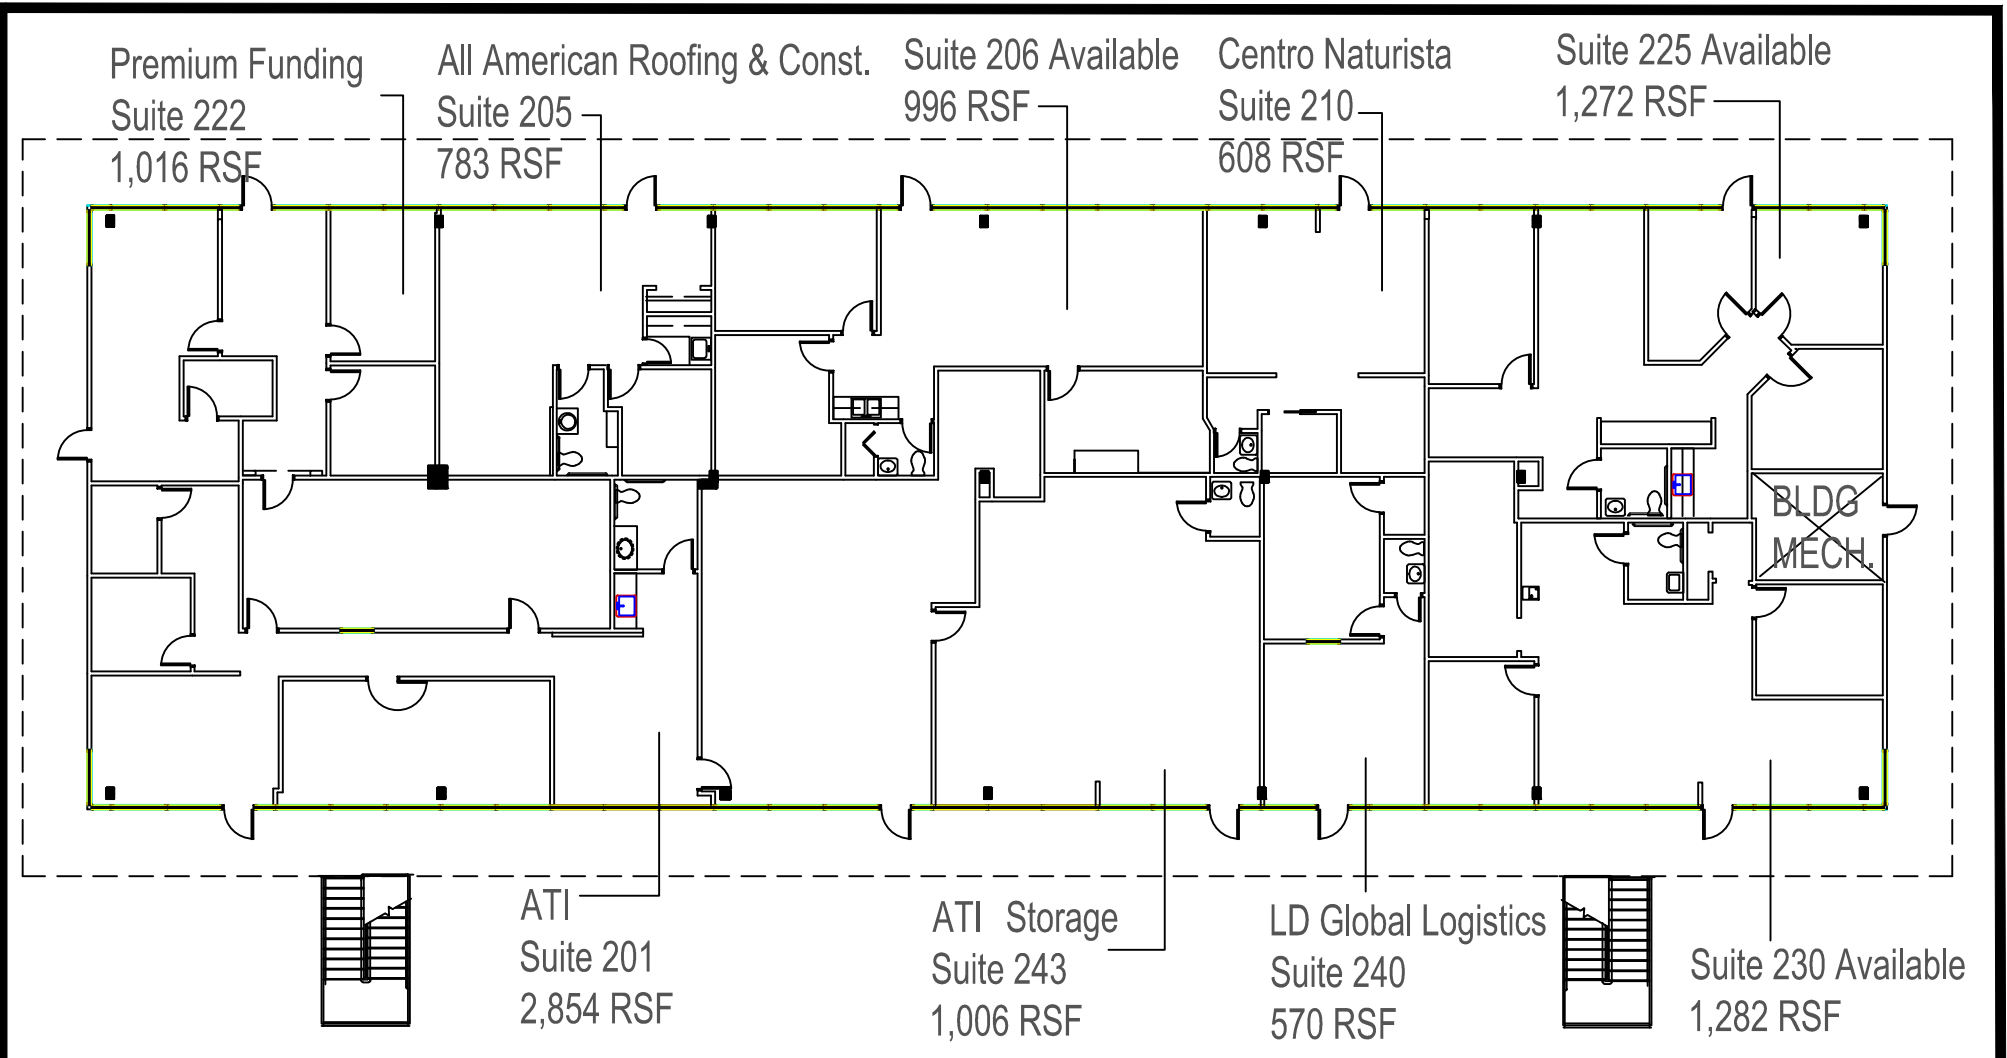 Premium Funding
Suite 222
1,016 RSF
All American Roofing & Const.
Suite 205
783 RSF
Suite 206 Available
996 RSF
Centro Naturista
Suite 210
608 RSF
Suite 225 Available
1,272 RSF
BLDG
MECH.
ATI
Suite 201
2,854 RSF
ATI Storage
Suite 243
1,006 RSF
LD Global Logistics
Suite 240
570 RSF
Suite 230 Available
1,282 RSF